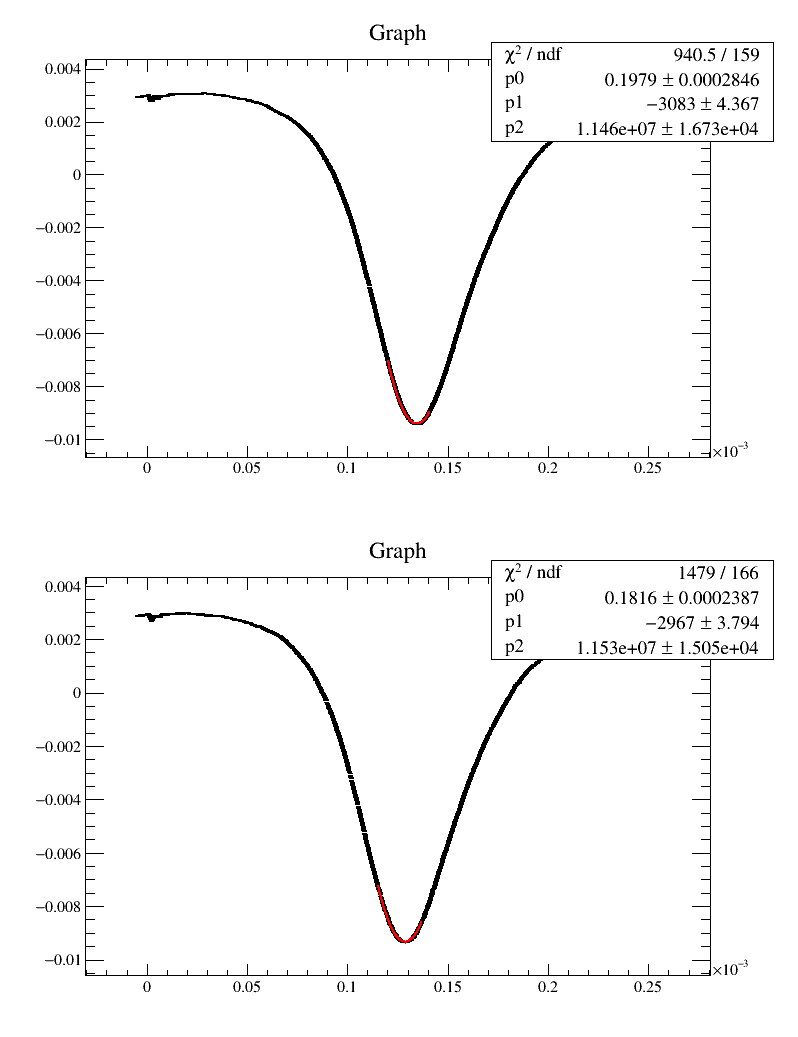 Graph
χ² / ndf 940.5 / 159
p0 0.1979 ± 0.0002846
p1 −3083 ± 4.367
p2 1.146e+07 ± 1.673e+04
0.004
0.002
0
−0.002
−0.004
−0.006
−0.008
−0.01
0 0.05 0.1 0.15 0.2 0.25
×10⁻³
Graph
χ² / ndf 1479 / 166
p0 0.1816 ± 0.0002387
p1 −2967 ± 3.794
p2 1.153e+07 ± 1.505e+04
0.004
0.002
0
−0.002
−0.004
−0.006
−0.008
−0.01
0 0.05 0.1 0.15 0.2 0.25
×10⁻³